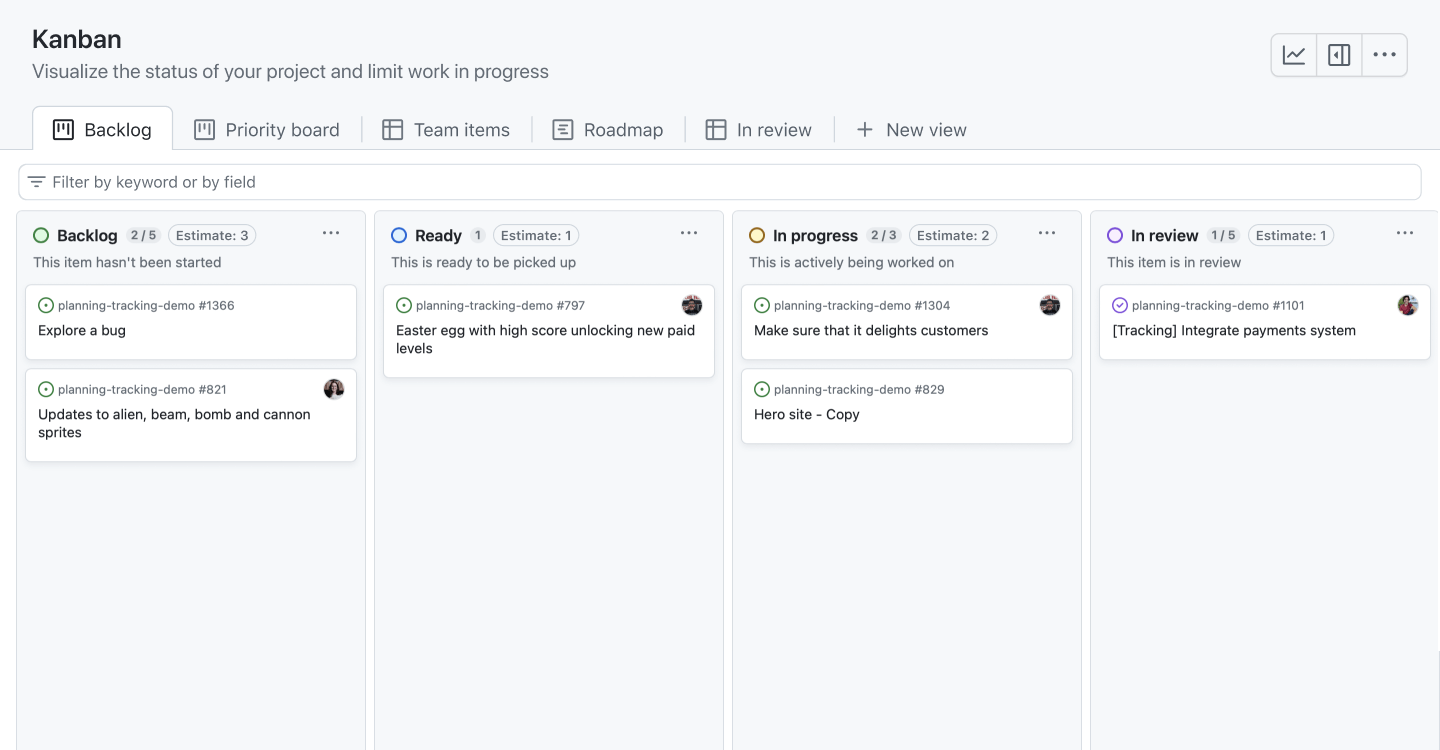 Kanban
Visualize the status of your project and limit work in progress
Backlog Priority board Team items Roadmap In review New view
Filter by keyword or by field
Backlog 2 / 5 Estimate: 3
This item hasn't been started
planning-tracking-demo #1366
Explore a bug
planning-tracking-demo #821
Updates to alien, beam, bomb and cannon
sprites
Ready 1 Estimate: 1
This is ready to be picked up
planning-tracking-demo #797
Easter egg with high score unlocking new paid
levels
In progress 2 / 3 Estimate: 2
This is actively being worked on
planning-tracking-demo #1304
Make sure that it delights customers
planning-tracking-demo #829
Hero site - Copy
In review 1 / 5 Estimate: 1
This item is in review
planning-tracking-demo #1101
[Tracking] Integrate payments system